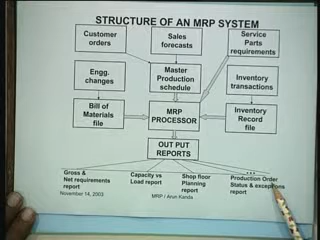 STRUCTURE OF AN MRP SYSTEM
Customer
orders
Sales
forecasts
Service
Parts
requirements
Engg.
changes
Master
Production
schedule
Inventory
transactions
Bill of
Materials
file
MRP
PROCESSOR
Inventory
Record
file
OUT PUT
REPORTS
Gross &
Net requirements
report
Capacity vs
Load report
Shop floor
Planning
report
Production Order
Status & exceptions
report
November 14, 2003
MRP / Arun Kanda